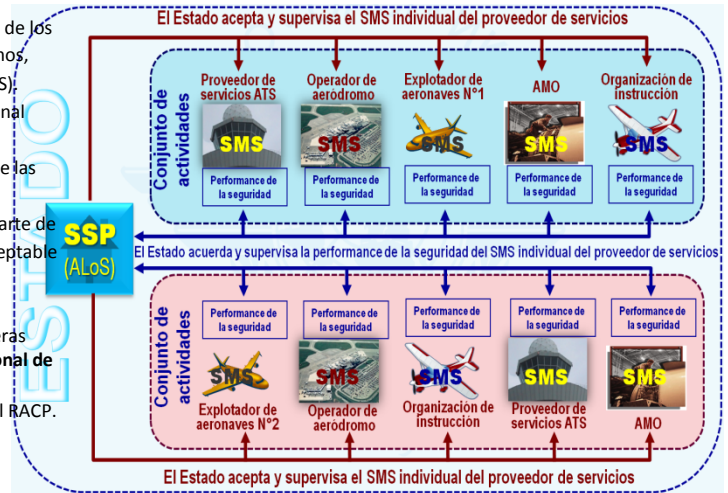 El Estado acepta y supervisa el SMS individual del proveedor de servicios
de los
nos,
S).
nal
e las
arte de
eptable
eras
onal de
l RACP.
ESTADO
SSP
(ALoS)
Conjunto de
actividades
Proveedor de
servicios ATS
SMS
Performance de
la seguridad
Operador de
aeródromo
SMS
Performance de
la seguridad
Explotador de
aeronaves N°1
SMS
Performance de
la seguridad
AMO
SMS
Performance de
la seguridad
Organización de
instrucción
SMS
Performance de
la seguridad
El Estado acuerda y supervisa la performance de la seguridad del SMS individual del proveedor de servicios
Conjunto de
actividades
Performance de
la seguridad
SMS
Explotador de
aeronaves N°2
Performance de
la seguridad
SMS
Operador de
aeródromo
Performance de
la seguridad
SMS
Organización de
instrucción
Performance de
la seguridad
SMS
Proveedor de
servicios ATS
Performance de
la seguridad
SMS
AMO
El Estado acepta y supervisa el SMS individual del proveedor de servicios